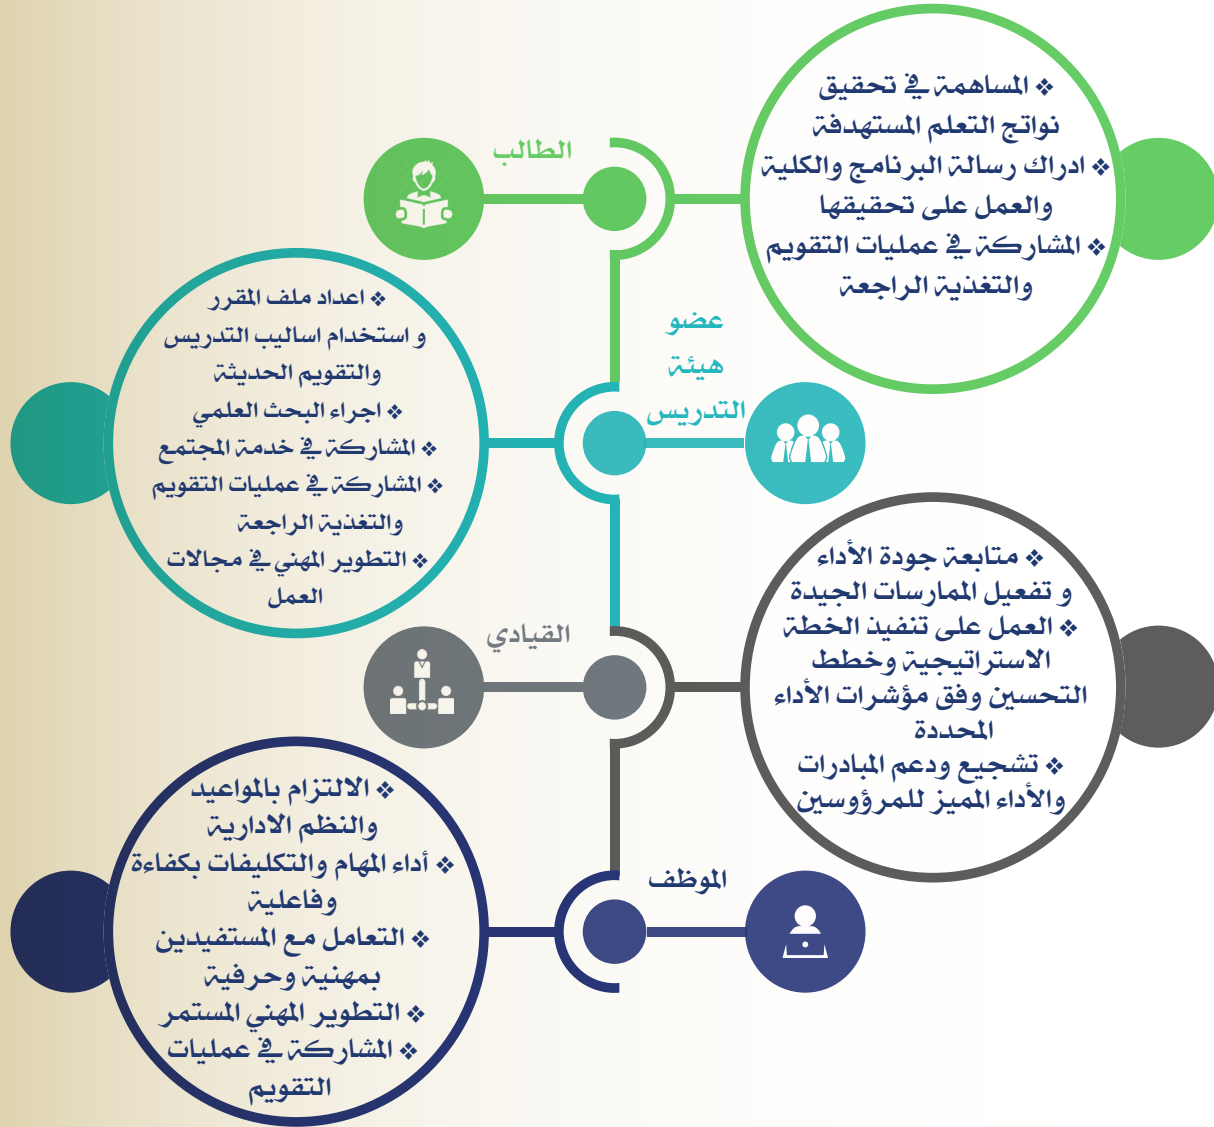 الطالب
❖ المساهمة في تحقيق
نواتج التعلم المستهدفة
❖ ادراك رسالة البرنامج والكلية
والعمل على تحقيقها
❖ المشاركة في عمليات التقويم
والتغذية الراجعة
عضو
هيئة
التدريس
❖ اعداد ملف المقرر
و استخدام اساليب التدريس
والتقويم الحديثة
❖ اجراء البحث العلمي
❖ المشاركة في خدمة المجتمع
❖ المشاركة في عمليات التقويم
والتغذية الراجعة
❖ التطوير المهني في مجالات
العمل
القيادي
❖ متابعة جودة الأداء
و تفعيل الممارسات الجيدة
❖ العمل على تنفيذ الخطة
الاستراتيجية وخطط
التحسين وفق مؤشرات الأداء
المحددة
❖ تشجيع ودعم المبادرات
والأداء المميز للمرؤوسين
الموظف
❖ الالتزام بالمواعيد
والنظم الادارية
❖ أداء المهام والتكليفات بكفاءة
وفاعلية
❖ التعامل مع المستفيدين
بمهنية وحرفية
❖ التطوير المهني المستمر
❖ المشاركة في عمليات
التقويم